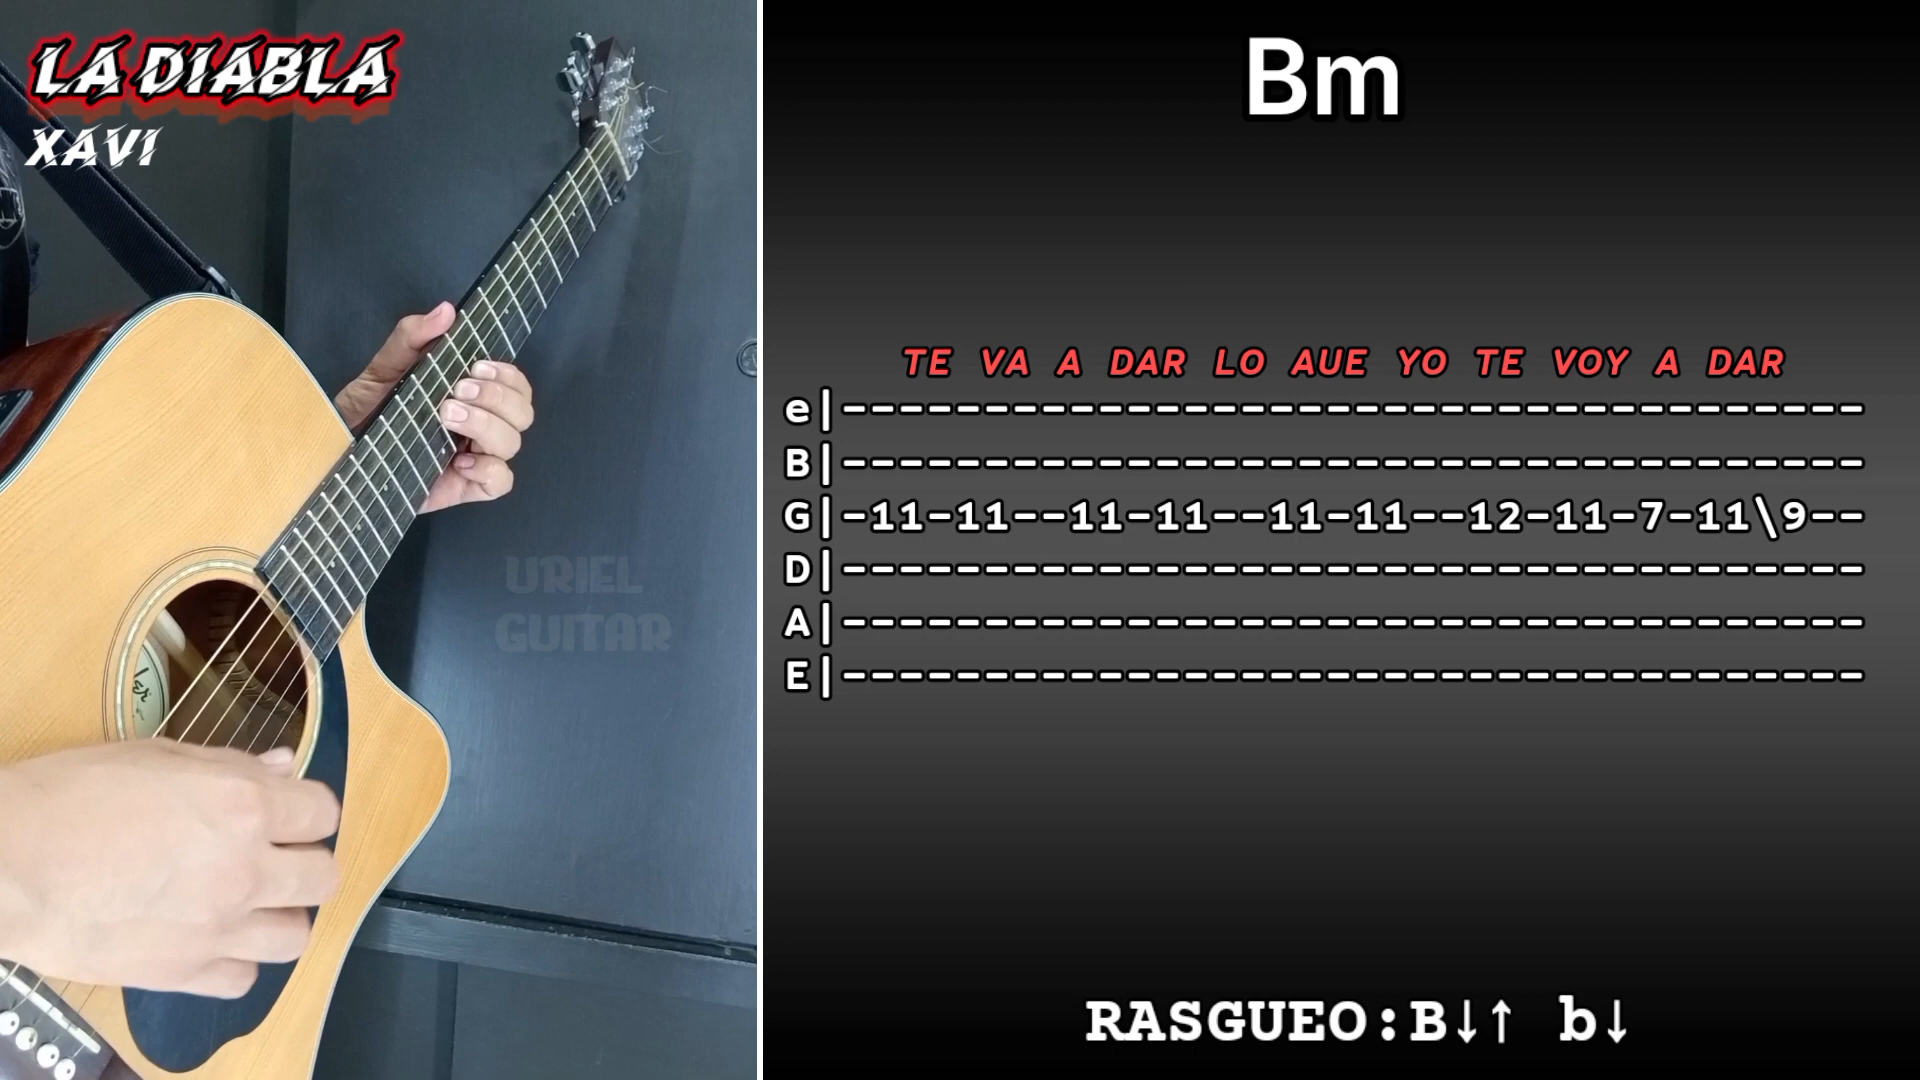 LA DIABLA
XAVI
Bm
TE VA A DAR LO AUE YO TE VOY A DAR
e|------------------------------------
B|------------------------------------
G|-11-11--11-11--11-11--12-11-7-11\9--
D|------------------------------------
A|------------------------------------
E|------------------------------------
URIEL
GUITAR
RASGUEO:B↓↑ b↓